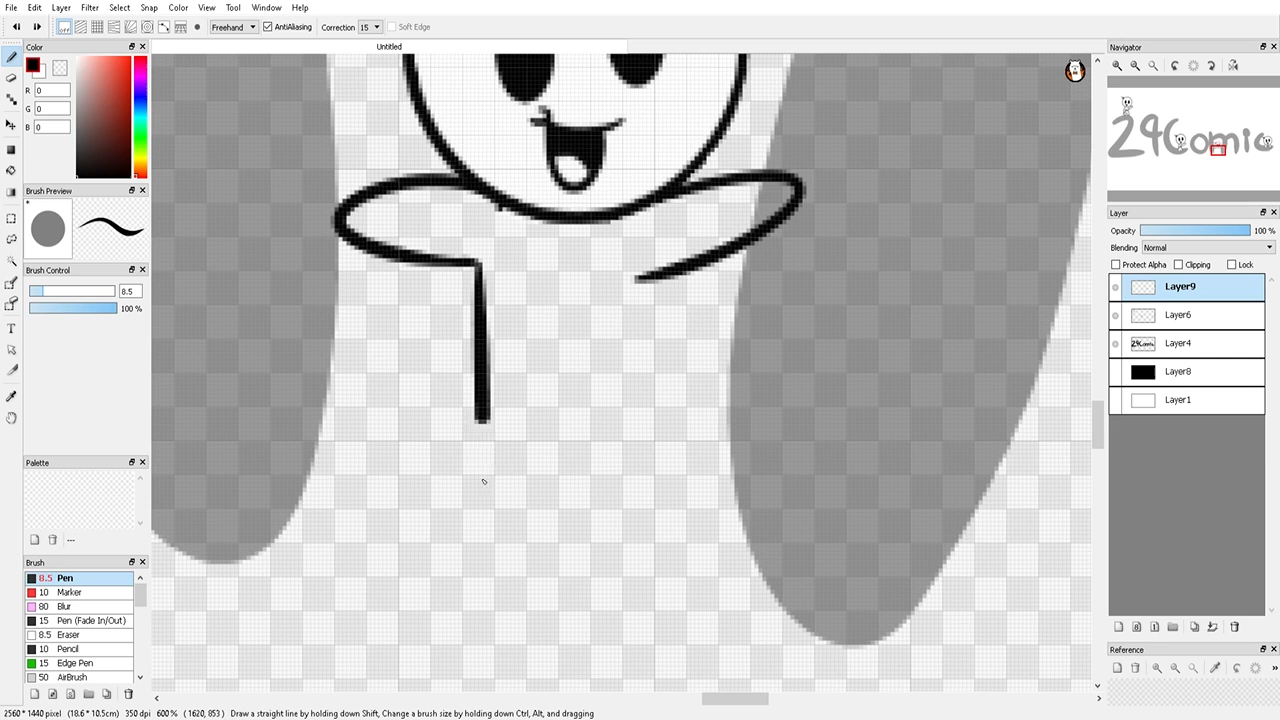 File Edit Layer Filter Select Snap Color View Tool Window Help
off Freehand AntiAliasing Correction 15 Soft Edge
Color
R 0
G 0
B 0
Brush Preview
*
Brush Control
8.5
100 %
Palette
---
Brush
8.5 Pen
10 Marker
80 Blur
15 Pen (Fade In/Out)
8.5 Eraser
10 Pencil
15 Edge Pen
50 AirBrush
Untitled
Navigator
24Comic
Layer
Opacity 100 %
Blending Normal
Protect Alpha Clipping Lock
Layer9
Layer6
24Comic Layer4
Layer8
Layer1
Reference
2560 * 1440 pixel (18.6 * 10.5cm) 350 dpi 600 % ( 1620, 853 ) Draw a straight line by holding down Shift, Change a brush size by holding down Ctrl, Alt, and dragging